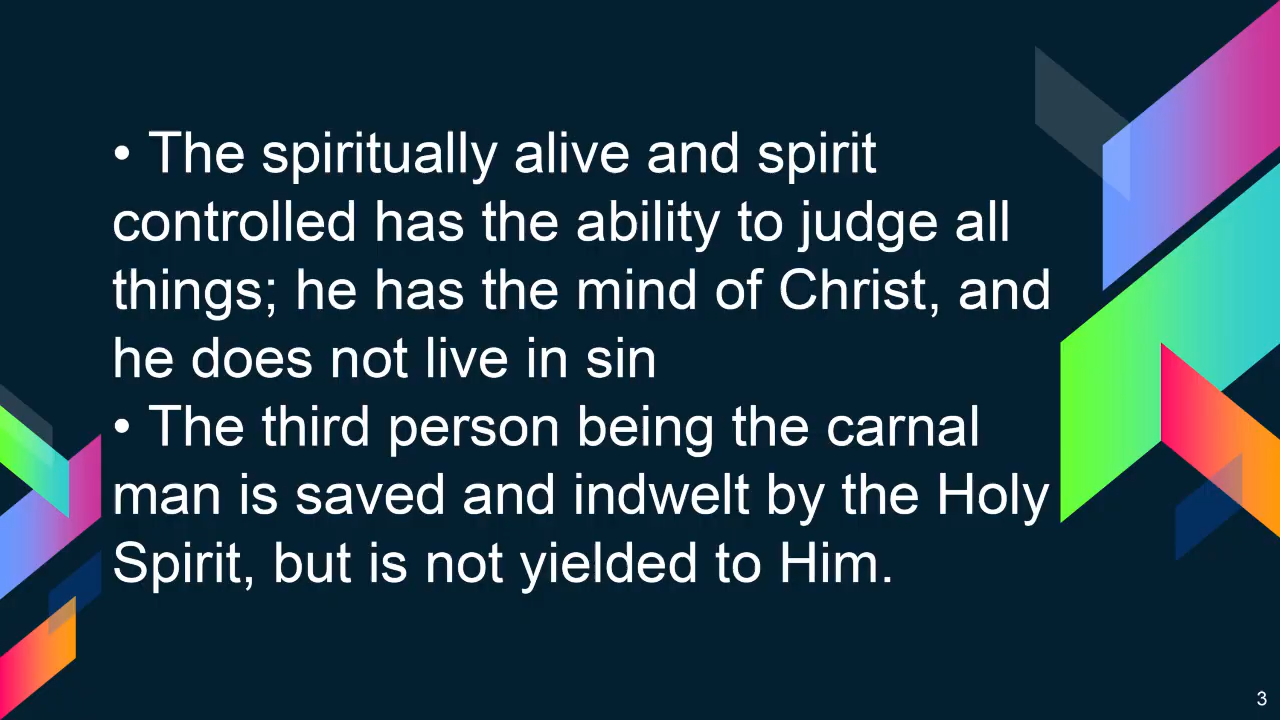 • The spiritually alive and spirit
controlled has the ability to judge all
things; he has the mind of Christ, and
he does not live in sin
• The third person being the carnal
man is saved and indwelt by the Holy
Spirit, but is not yielded to Him.
3